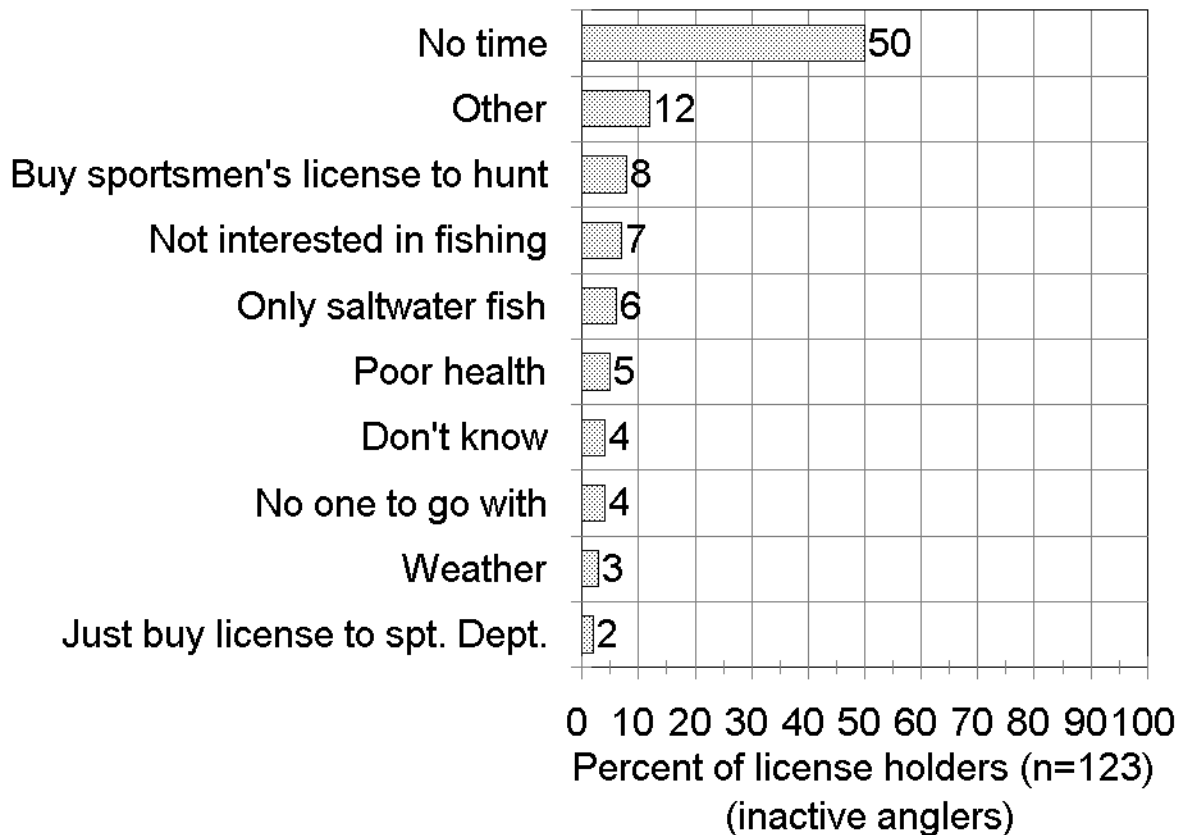 No time 50
Other 12
Buy sportsmen's license to hunt 8
Not interested in fishing 7
Only saltwater fish 6
Poor health 5
Don't know 4
No one to go with 4
Weather 3
Just buy license to spt. Dept. 2
0 10 20 30 40 50 60 70 80 90 100
Percent of license holders (n=123)
(inactive anglers)